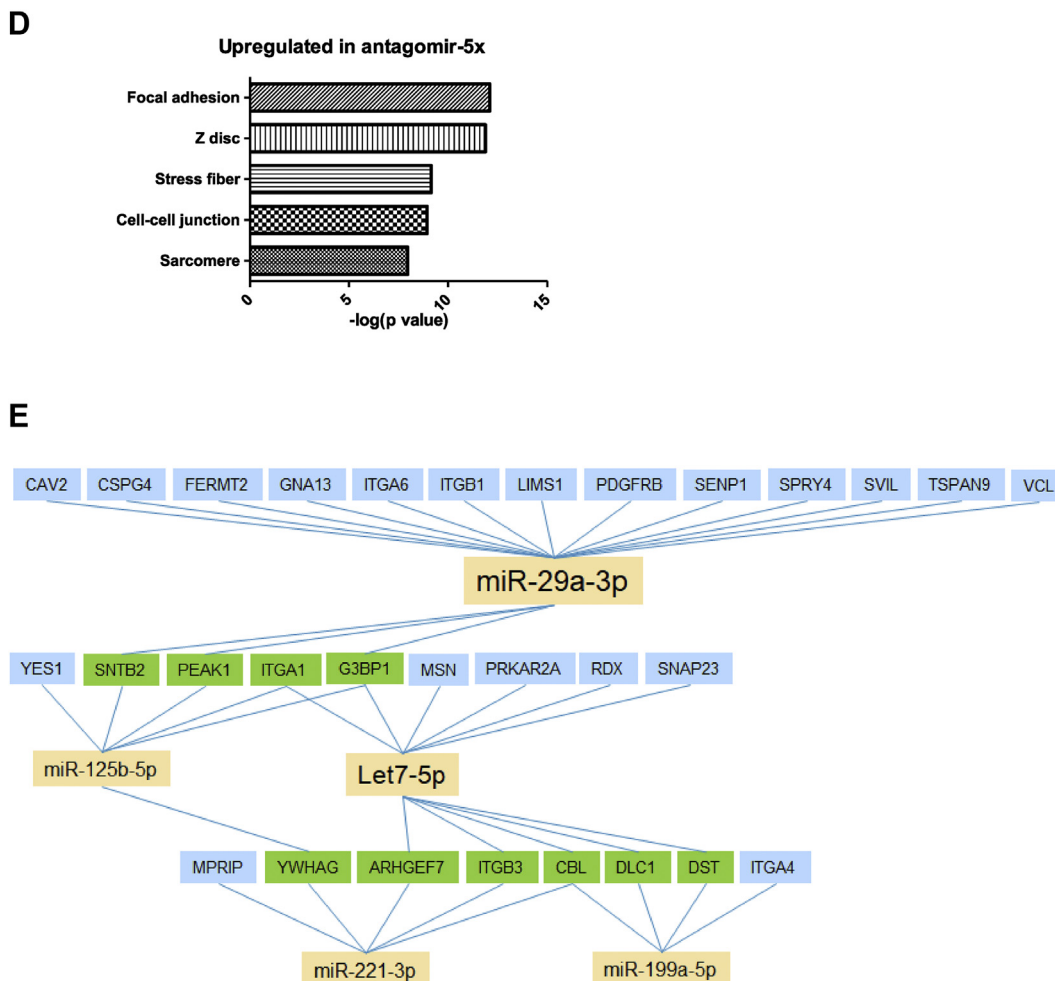 D
Upregulated in antagomir-5x
Focal adhesion
Z disc
Stress fiber
Cell-cell junction
Sarcomere
0 5 10 15
-log(p value)
E
CAV2 CSPG4 FERMT2 GNA13 ITGA6 ITGB1 LIMS1 PDGFRB SENP1 SPRY4 SVIL TSPAN9 VCL
miR-29a-3p
YES1 SNTB2 PEAK1 ITGA1 G3BP1 MSN PRKAR2A RDX SNAP23
miR-125b-5p Let7-5p
MPRIP YWHAG ARHGEF7 ITGB3 CBL DLC1 DST ITGA4
miR-221-3p miR-199a-5p